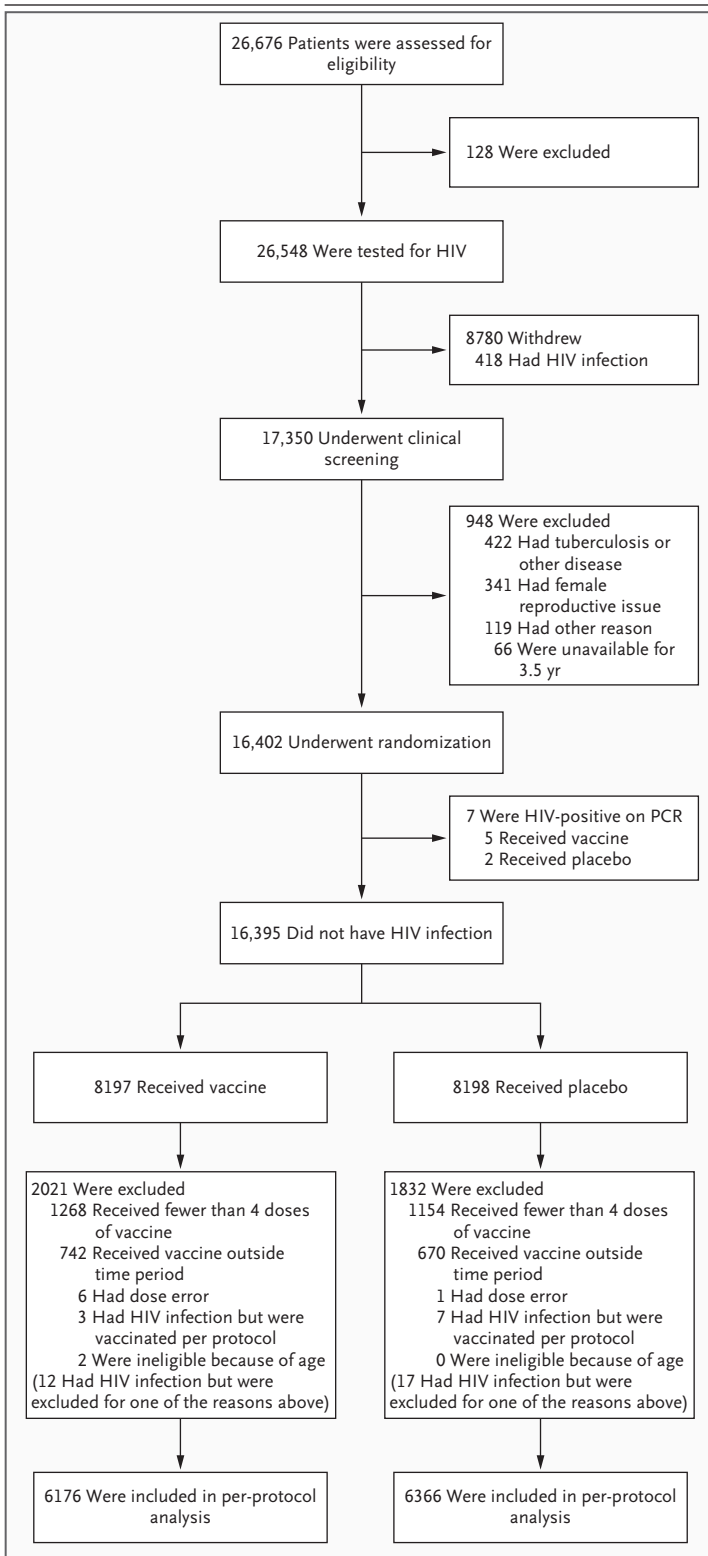 26,676 Patients were assessed for
eligibility
128 Were excluded
26,548 Were tested for HIV
8780 Withdrew
418 Had HIV infection
17,350 Underwent clinical
screening
948 Were excluded
422 Had tuberculosis or
other disease
341 Had female
reproductive issue
119 Had other reason
66 Were unavailable for
3.5 yr
16,402 Underwent randomization
7 Were HIV-positive on PCR
5 Received vaccine
2 Received placebo
16,395 Did not have HIV infection
8197 Received vaccine
8198 Received placebo
2021 Were excluded
1268 Received fewer than 4 doses
of vaccine
742 Received vaccine outside
time period
6 Had dose error
3 Had HIV infection but were
vaccinated per protocol
2 Were ineligible because of age
(12 Had HIV infection but were
excluded for one of the reasons above)
1832 Were excluded
1154 Received fewer than 4 doses
of vaccine
670 Received vaccine outside
time period
1 Had dose error
7 Had HIV infection but were
vaccinated per protocol
0 Were ineligible because of age
(17 Had HIV infection but were
excluded for one of the reasons above)
6176 Were included in per-protocol
analysis
6366 Were included in per-protocol
analysis